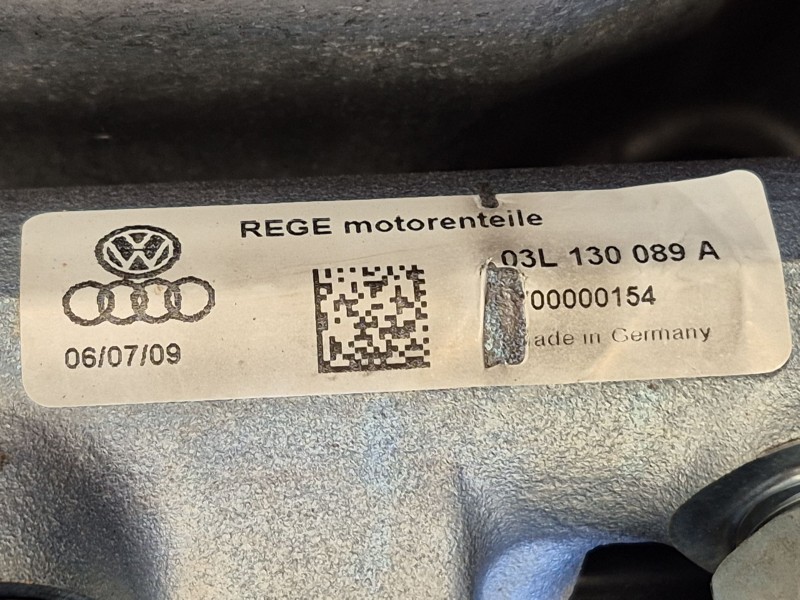 REGE motorenteile
03L 130 089 A
00000154
ade in Germany
06/07/09